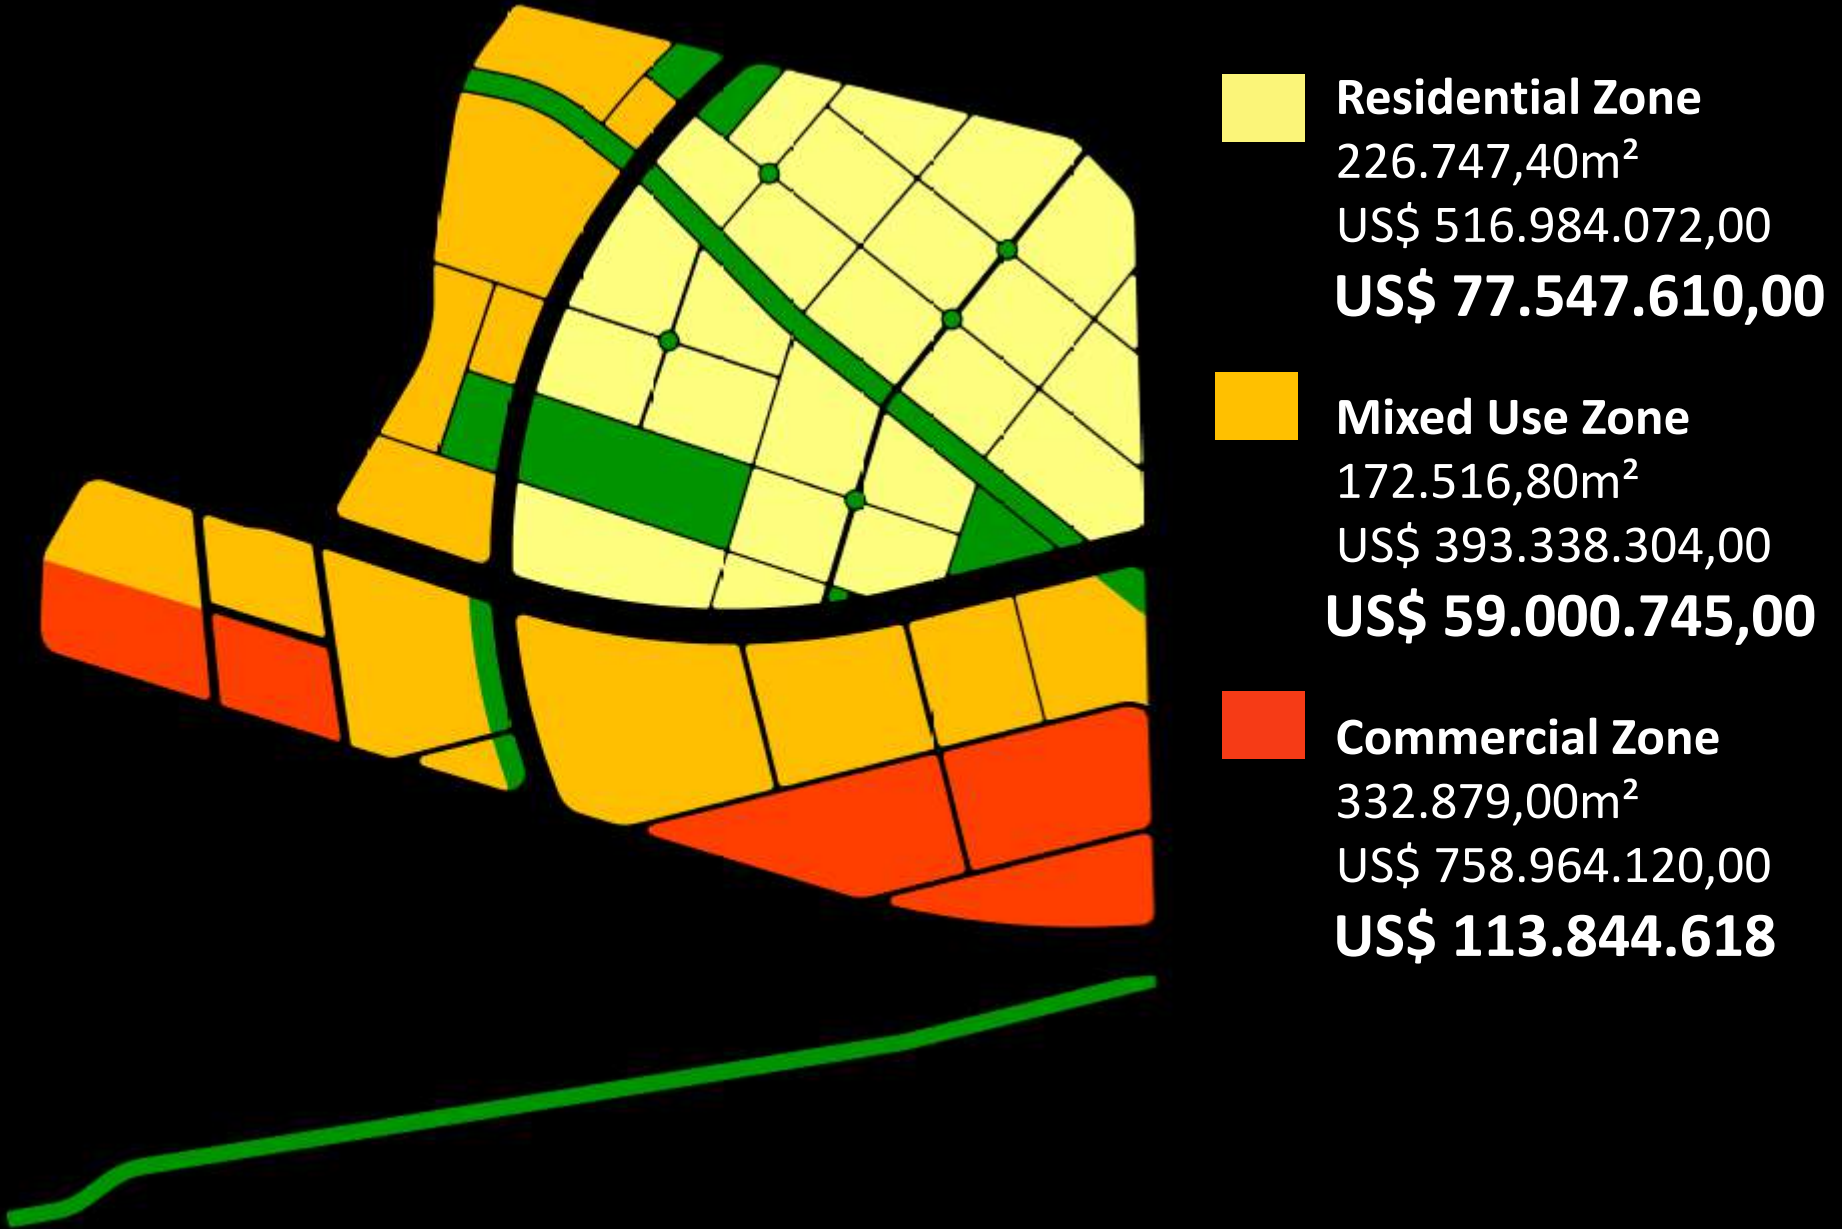 Residential Zone
226.747,40m²
US$ 516.984.072,00
US$ 77.547.610,00
Mixed Use Zone
172.516,80m²
US$ 393.338.304,00
US$ 59.000.745,00
Commercial Zone
332.879,00m²
US$ 758.964.120,00
US$ 113.844.618